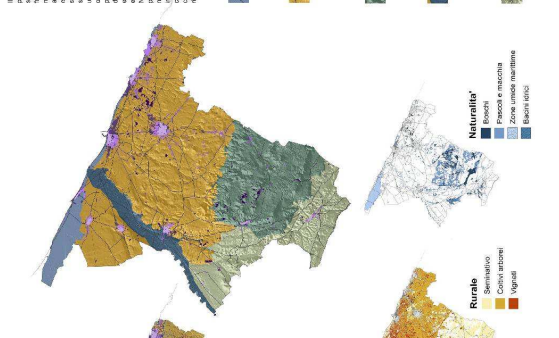 Naturalita'
Boschi
Pascoli e macchia
Zone umide marittime
Bacini idrici
Rurale
Seminativo
Coltivi arborei
Vigneti